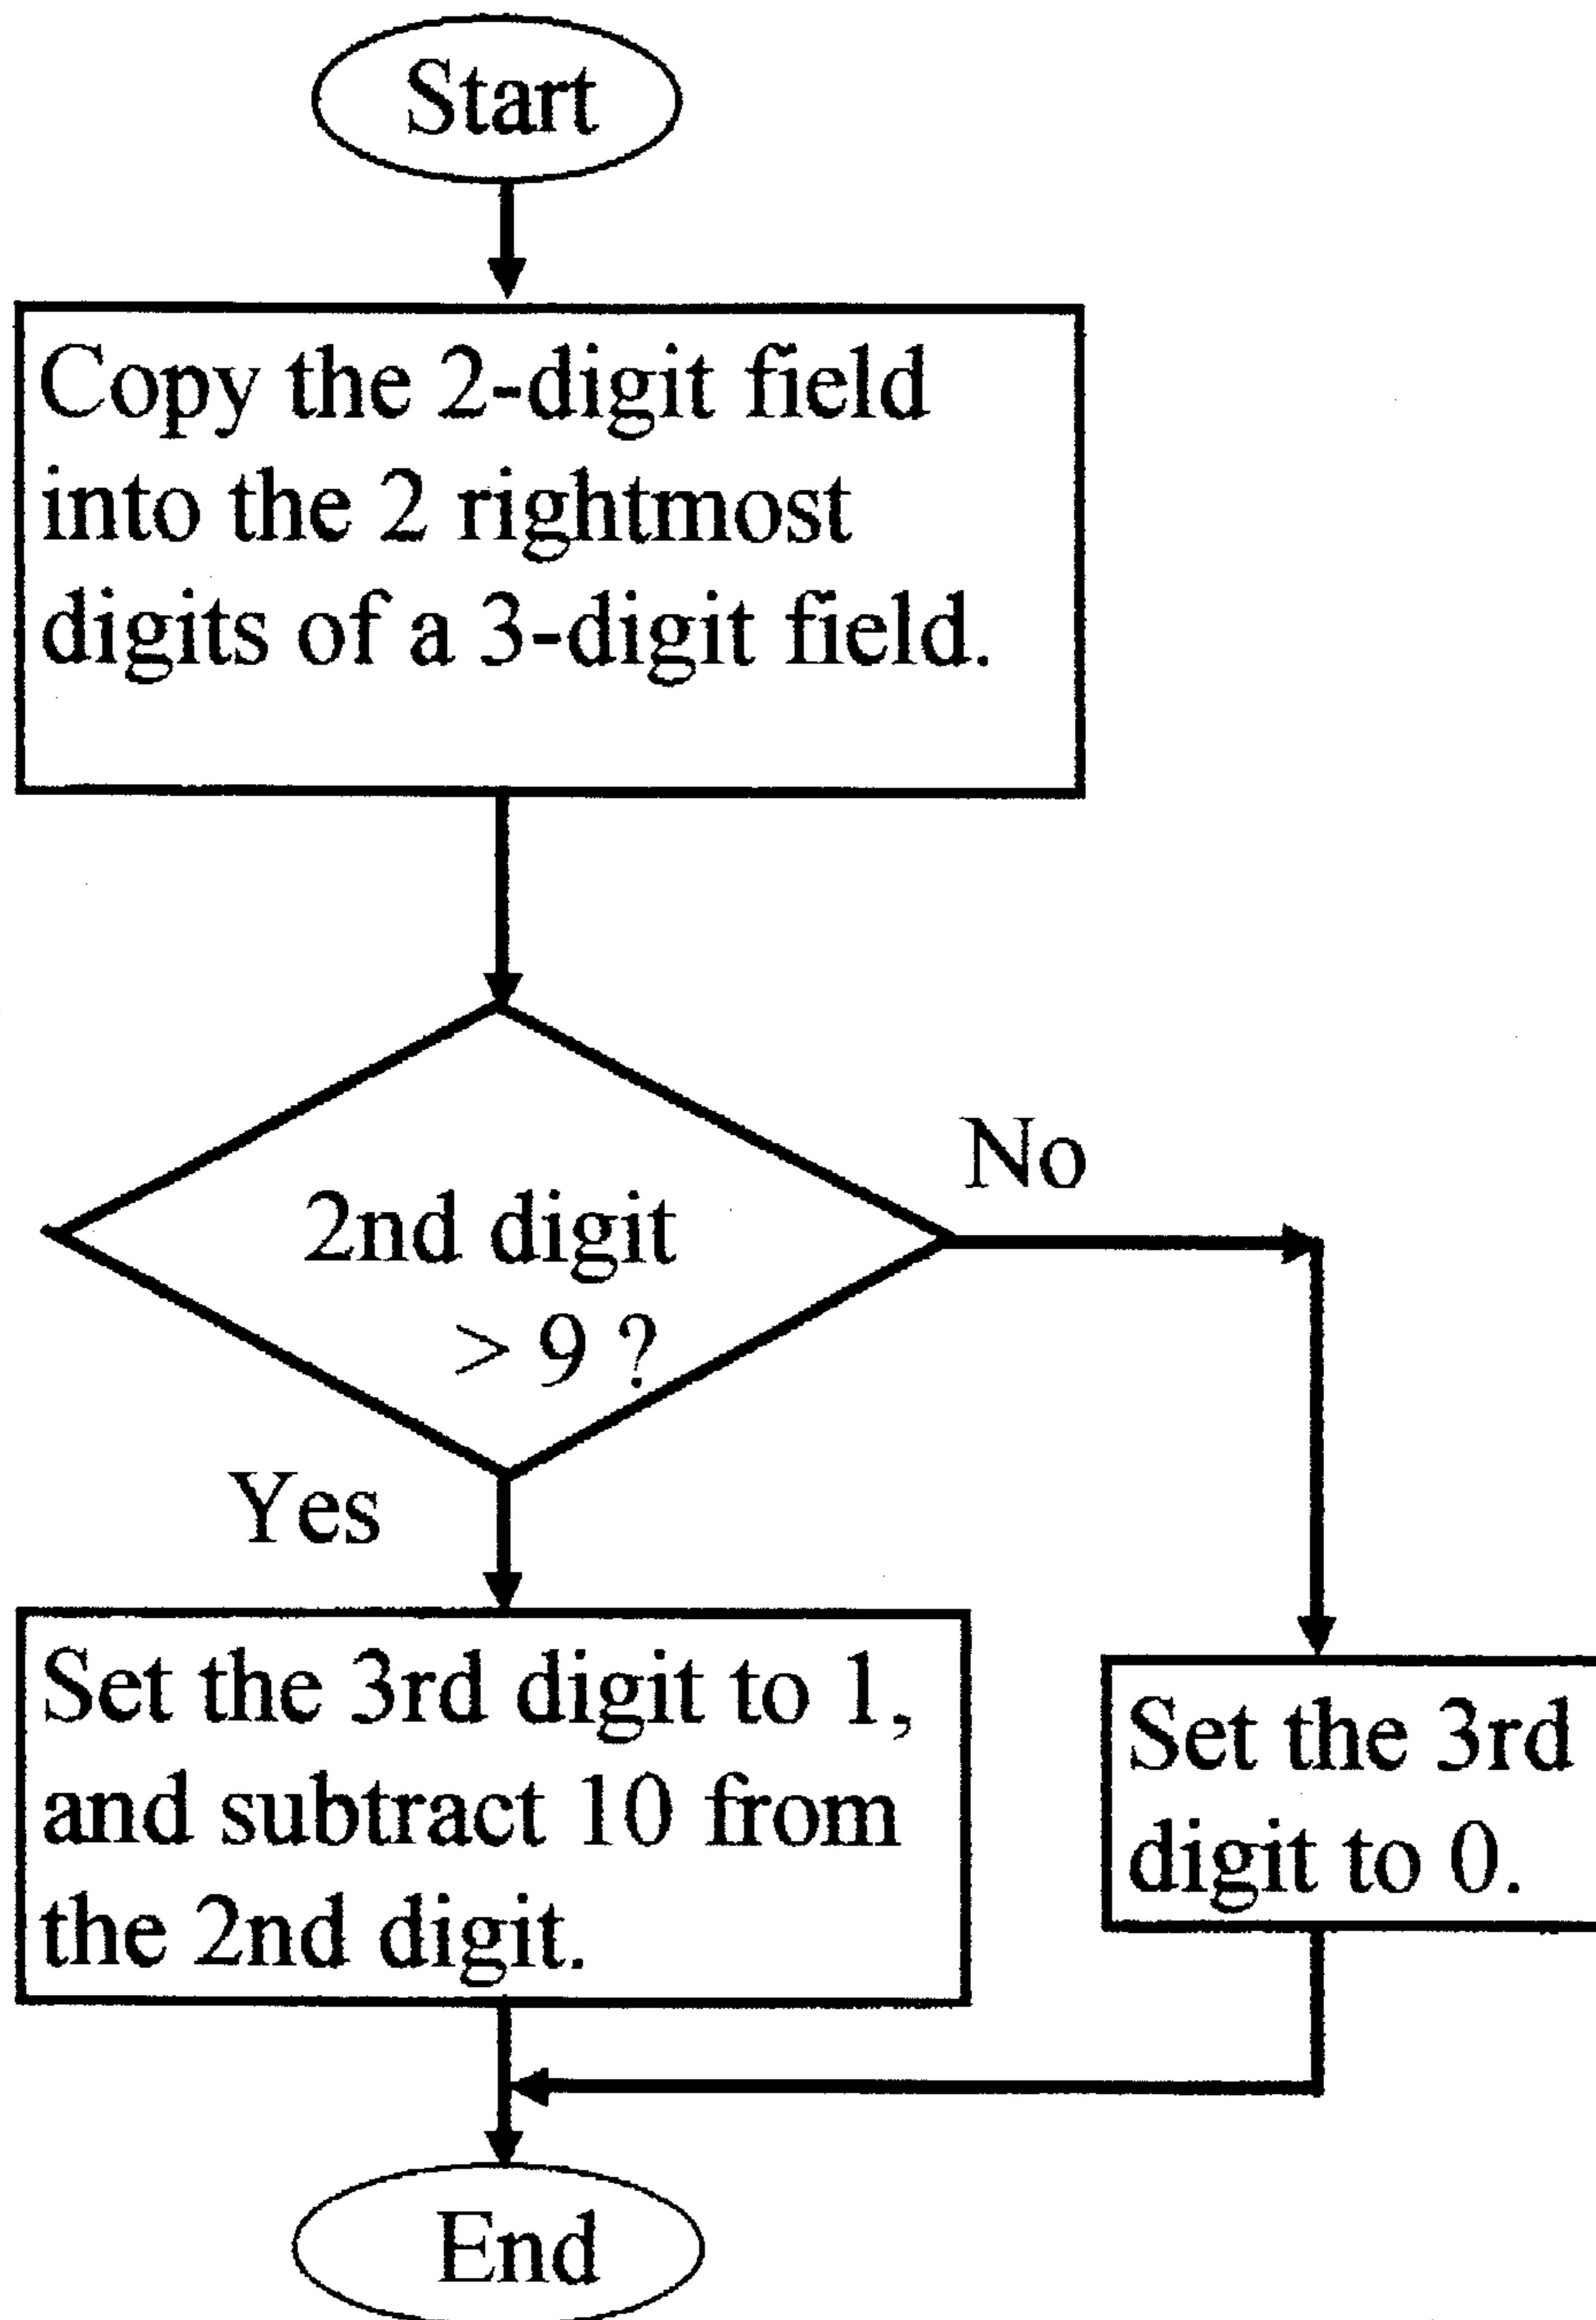 Start
Copy the 2-digit field
into the 2 rightmost
digits of a 3-digit field.
2nd digit
> 9 ?
No
Yes
Set the 3rd digit to 1,
and subtract 10 from
the 2nd digit.
Set the 3rd
digit to 0.
End